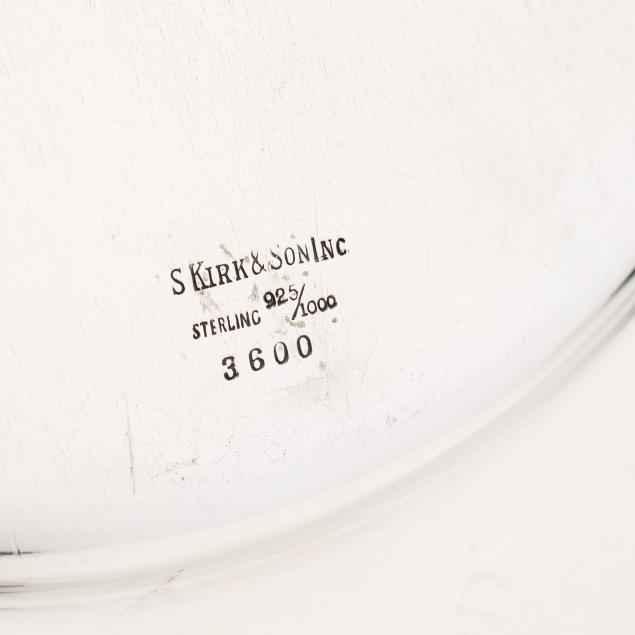 S KIRK & SON INC
STERLING 925/1000
3600